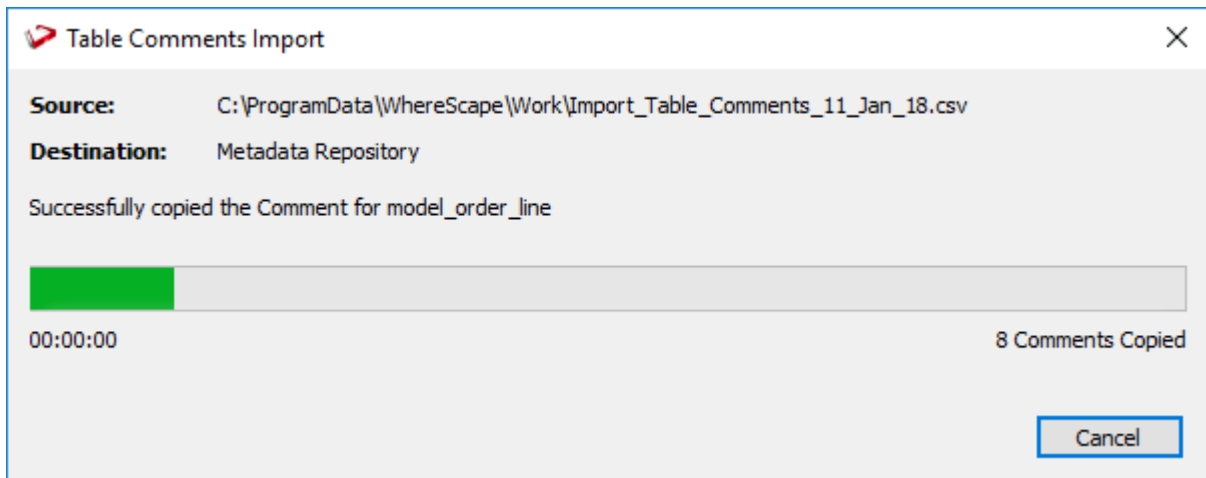 Table Comments Import
Source: C:\ProgramData\WhereScape\Work\Import_Table_Comments_11_Jan_18.csv
Destination: Metadata Repository
Successfully copied the Comment for model_order_line
00:00:00 8 Comments Copied
Cancel